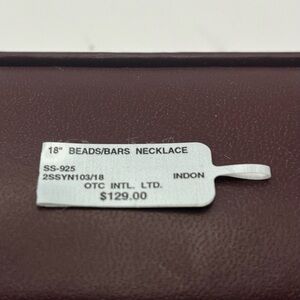 18" BEADS/BARS NECKLACE
SS-925
2SSYN103/18 INDON
OTC INTL. LTD.
$129.00